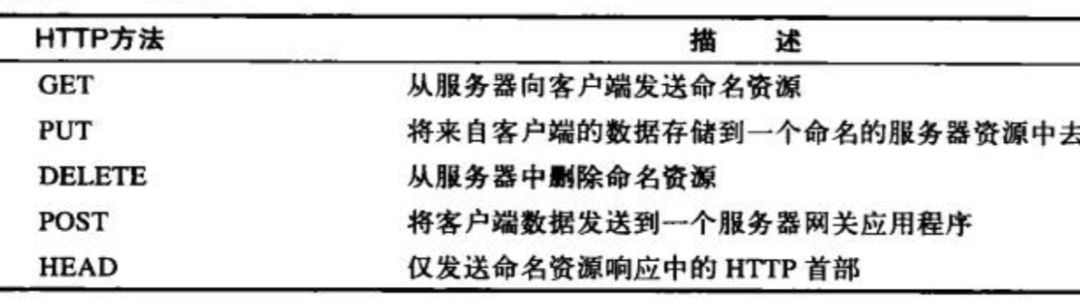 HTTP方法 描 述
GET 从服务器向客户端发送命名资源
PUT 将来自客户端的数据存储到一个命名的服务器资源中去
DELETE 从服务器中删除命名资源
POST 将客户端数据发送到一个服务器网关应用程序
HEAD 仅发送命名资源响应中的 HTTP 首部